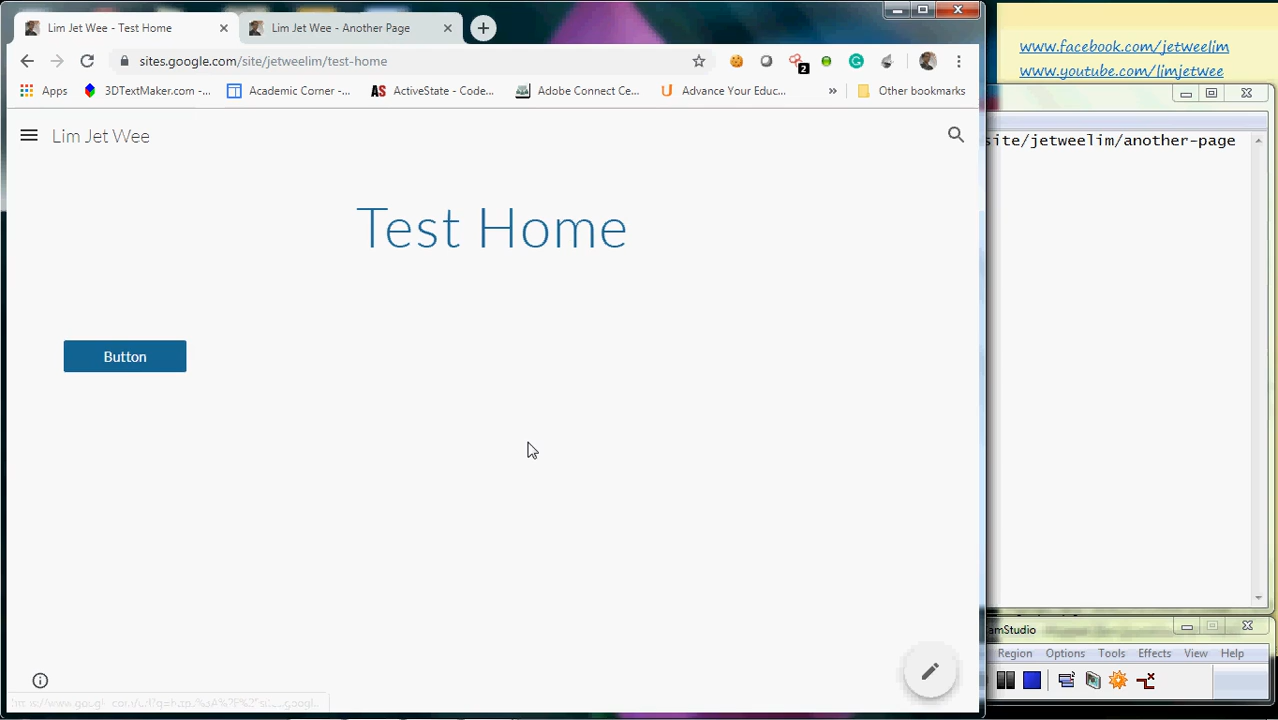 Lim Jet Wee - Test Home
Lim Jet Wee - Another Page
sites.google.com/site/jetweelim/test-home
2
Apps
3DTextMaker.com -...
Academic Corner -...
AS
ActiveState - Code...
Adobe Connect Ce...
U
Advance Your Educ...
»
Other bookmarks
Lim Jet Wee
Test Home
Button
www.facebook.com/jetweelim
www.youtube.com/limjetwee
site/jetweelim/another-page
amStudio
Region Options Tools Effects View Help